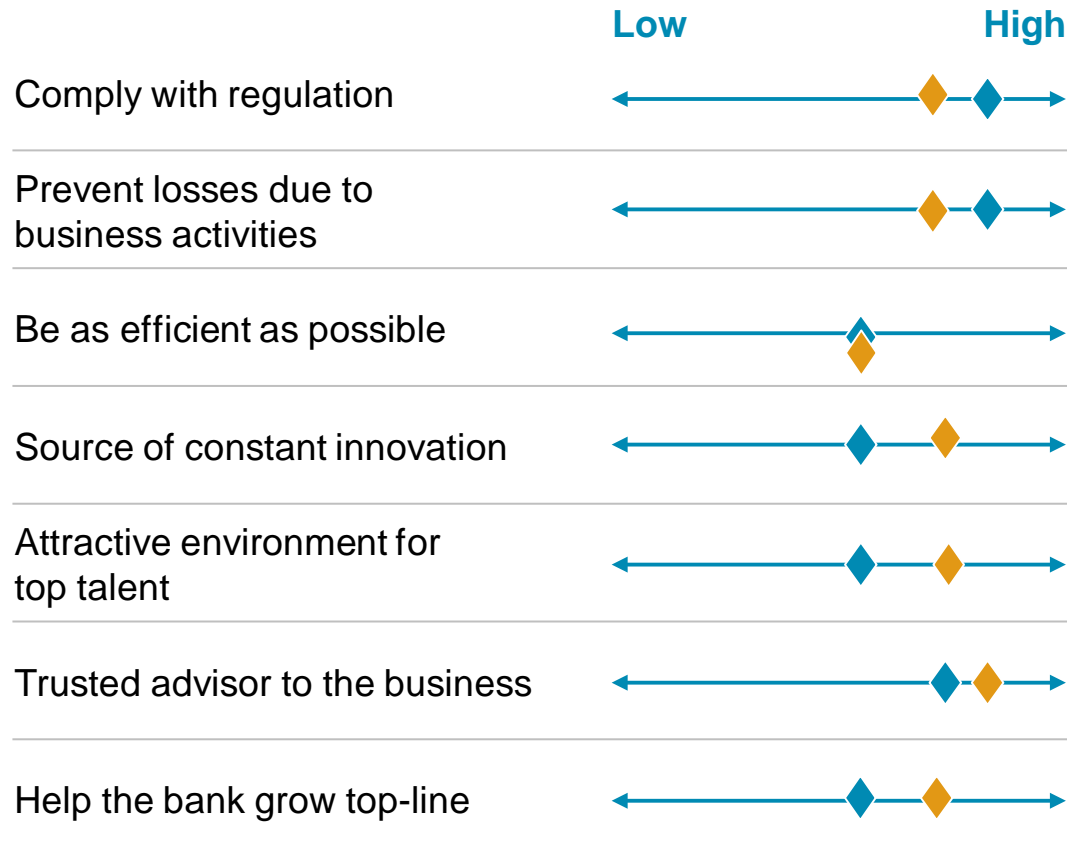 Low High
Comply with regulation
Prevent losses due to
business activities
Be as efficient as possible
Source of constant innovation
Attractive environment for
top talent
Trusted advisor to the business
Help the bank grow top-line